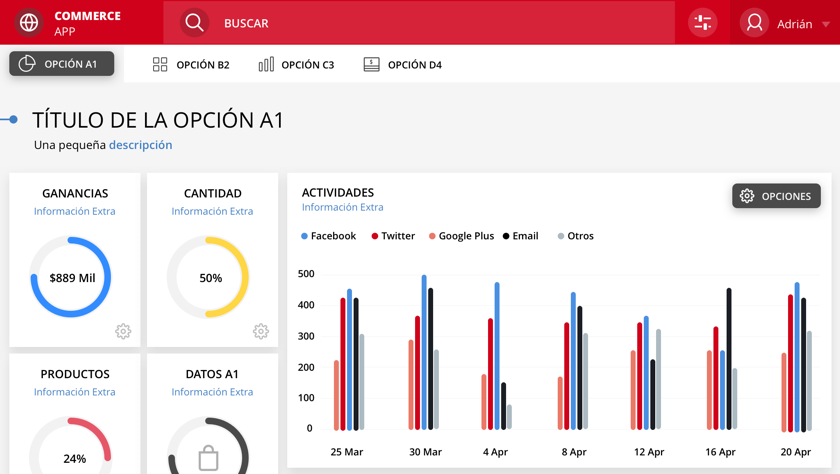 COMMERCE
APP
BUSCAR
Adrián
OPCIÓN A1
OPCIÓN B2
OPCIÓN C3
$
OPCIÓN D4
TÍTULO DE LA OPCIÓN A1
Una pequeña descripción
GANANCIAS
Información Extra
$889 Mil
CANTIDAD
Información Extra
50%
PRODUCTOS
Información Extra
24%
DATOS A1
Información Extra
ACTIVIDADES
Información Extra
OPCIONES
Facebook Twitter Google Plus Email Otros
500
400
300
200
100
0
25 Mar 30 Mar 4 Apr 8 Apr 12 Apr 16 Apr 20 Apr